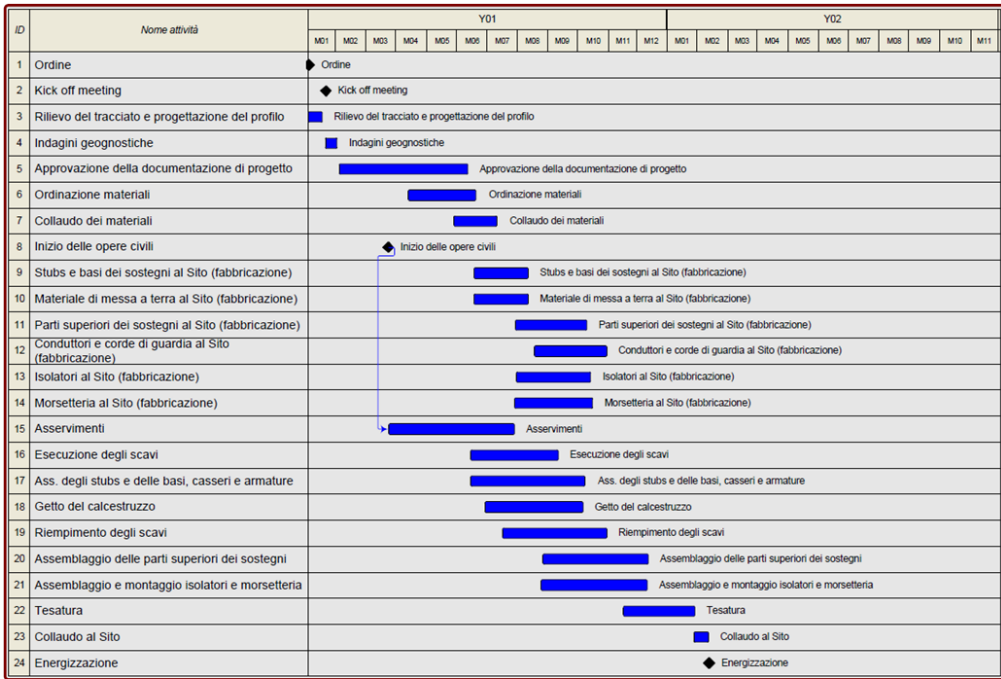 ID Nome attività Y01 Y02
M01 M02 M03 M04 M05 M06 M07 M08 M09 M10 M11 M12 M01 M02 M03 M04 M05 M06 M07 M08 M09 M10 M11
1 Ordine Ordine
2 Kick off meeting Kick off meeting
3 Rilievo del tracciato e progettazione del profilo Rilievo del tracciato e progettazione del profilo
4 Indagini geognostiche Indagini geognostiche
5 Approvazione della documentazione di progetto Approvazione della documentazione di progetto
6 Ordinazione materiali Ordinazione materiali
7 Collaudo dei materiali Collaudo dei materiali
8 Inizio delle opere civili Inizio delle opere civili
9 Stubs e basi dei sostegni al Sito (fabbricazione) Stubs e basi dei sostegni al Sito (fabbricazione)
10 Materiale di messa a terra al Sito (fabbricazione) Materiale di messa a terra al Sito (fabbricazione)
11 Parti superiori dei sostegni al Sito (fabbricazione) Parti superiori dei sostegni al Sito (fabbricazione)
12 Conduttori e corde di guardia al Sito
(fabbricazione) Conduttori e corde di guardia al Sito (fabbricazione)
13 Isolatori al Sito (fabbricazione) Isolatori al Sito (fabbricazione)
14 Morsetteria al Sito (fabbricazione) Morsetteria al Sito (fabbricazione)
15 Asservimenti Asservimenti
16 Esecuzione degli scavi Esecuzione degli scavi
17 Ass. degli stubs e delle basi, casseri e armature Ass. degli stubs e delle basi, casseri e armature
18 Getto del calcestruzzo Getto del calcestruzzo
19 Riempimento degli scavi Riempimento degli scavi
20 Assemblaggio delle parti superiori dei sostegni Assemblaggio delle parti superiori dei sostegni
21 Assemblaggio e montaggio isolatori e morsetteria Assemblaggio e montaggio isolatori e morsetteria
22 Tesatura Tesatura
23 Collaudo al Sito Collaudo al Sito
24 Energizzazione Energizzazione